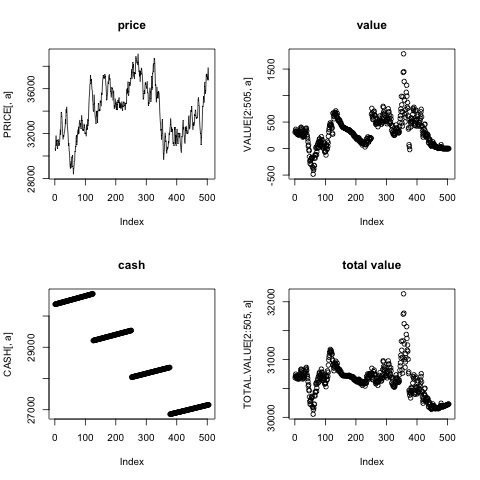 price
PRICE[, a]
28000 32000 36000
0 100 200 300 400 500
Index
value
VALUE[2:505, a]
-500 0 500 1500
0 100 200 300 400 500
Index
cash
CASH[, a]
27000 29000
0 100 200 300 400 500
Index
total value
TOTAL.VALUE[2:505, a]
30000 31000 32000
0 100 200 300 400 500
Index